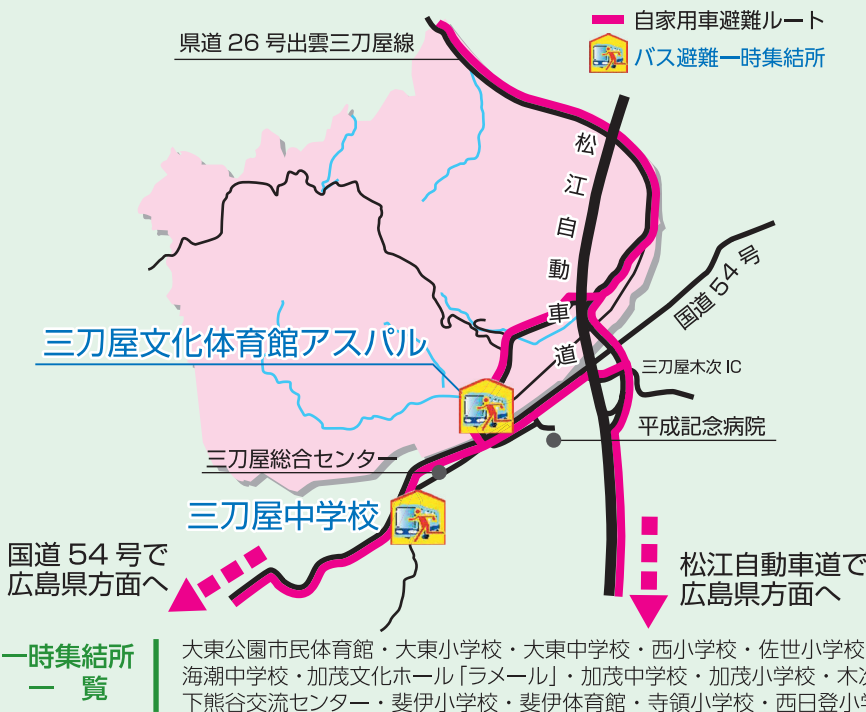 自家用車避難ルート
バス避難一時集結所
県道26号出雲三刀屋線
松江自動車道
国道54号
三刀屋文化体育館アスパル
三刀屋木次IC
平成記念病院
三刀屋総合センター
三刀屋中学校
国道54号で
広島県方面へ
松江自動車道で
広島県方面へ
一時集結所
一覧
大東公園市民体育館・大東小学校・大東中学校・西小学校・佐世小学校
海潮中学校・加茂文化ホール「ラメール」・加茂中学校・加茂小学校・木次
下熊谷交流センター・斐伊小学校・斐伊体育館・寺領小学校・西日登小学